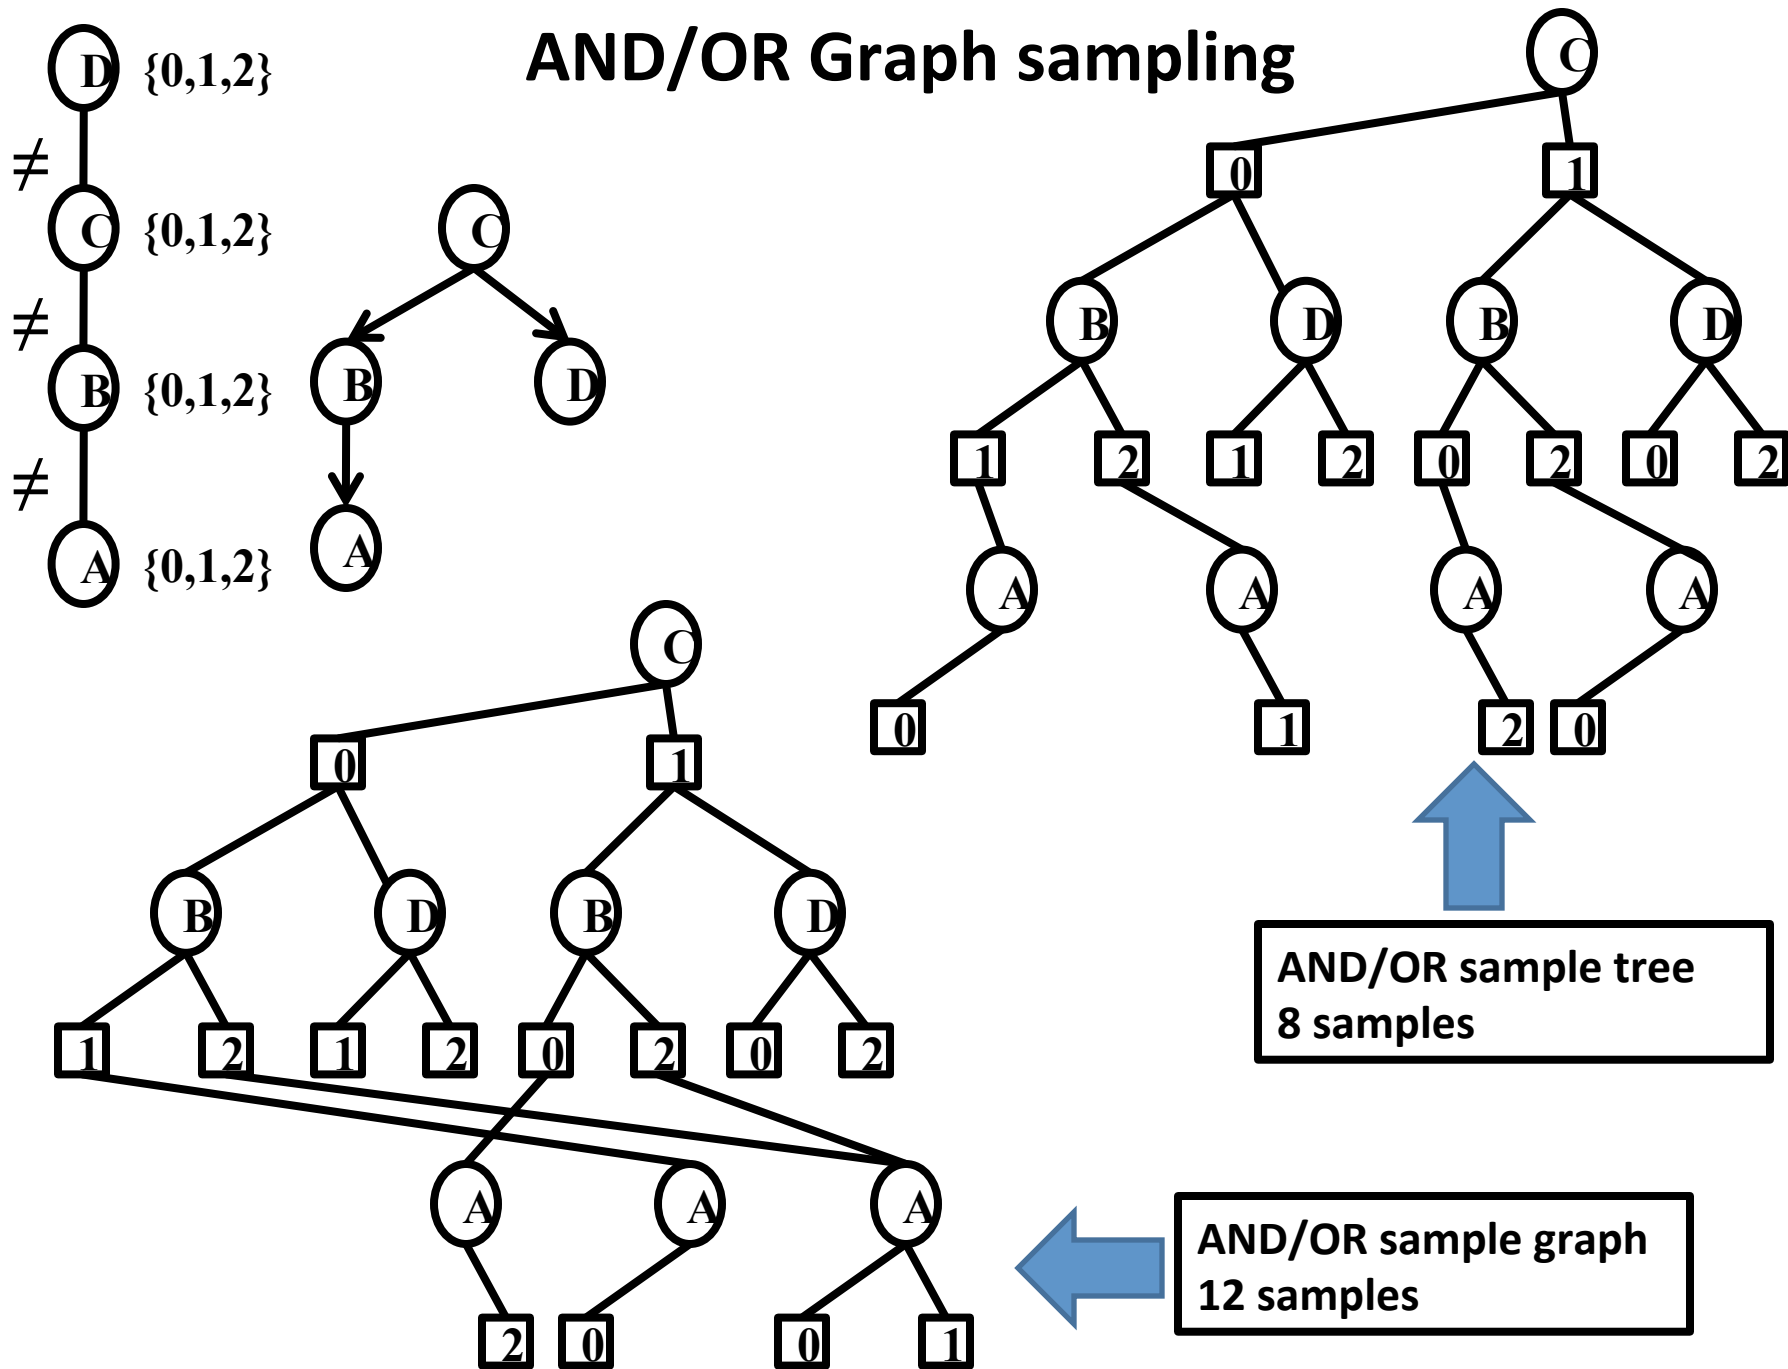 AND/OR Graph sampling
D {0,1,2}
≠
C {0,1,2}
≠
B {0,1,2}
≠
A {0,1,2}
C
B D
A
C
0 1
B D B D
1 2 1 2 0 2 0 2
A A A A
0 1 2 0
AND/OR sample tree
8 samples
C
0 1
B D B D
1 2 1 2 0 2 0 2
A A A
2 0 0 1
AND/OR sample graph
12 samples